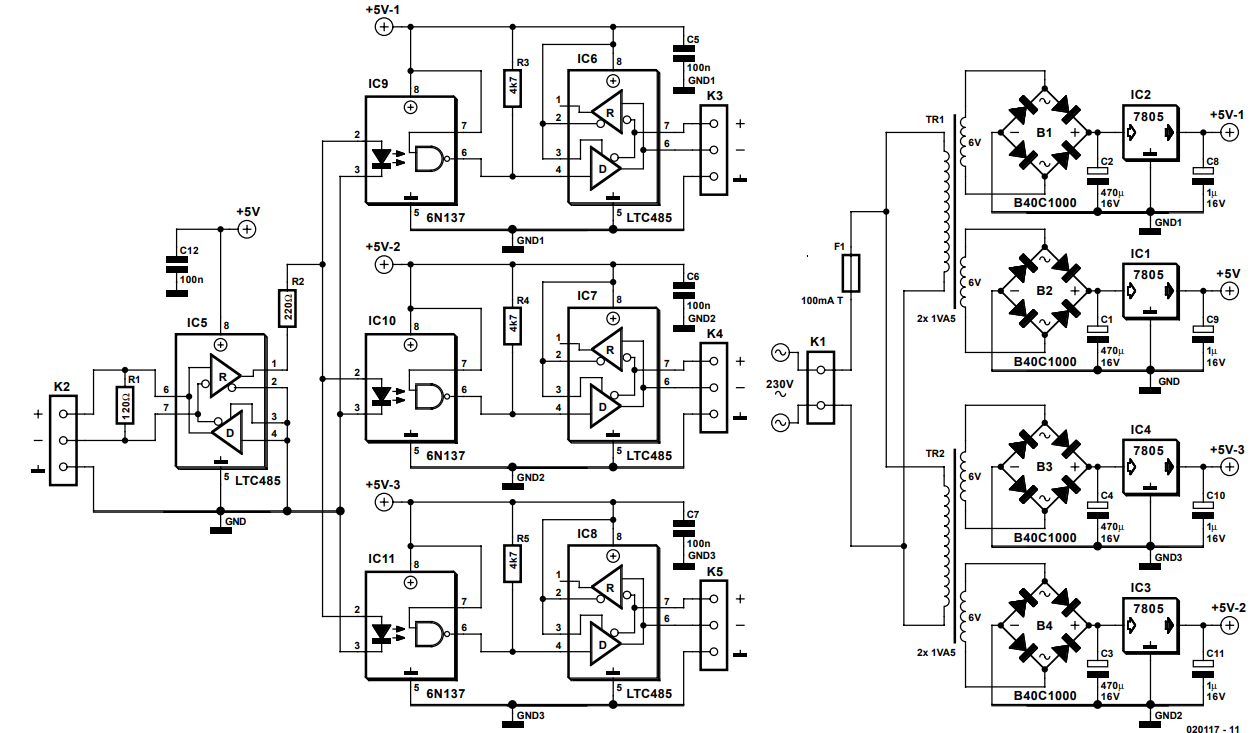 +5V-1
C5
100n
GND1
R3
4k7
IC9
8
2
3
7
6
5
6N137
IC6
8
1
2
3
4
R
D
7
6
5
LTC485
K3
+
−
GND1
+5V-2
C6
100n
GND2
R4
4k7
IC10
8
2
3
7
6
5
6N137
IC7
8
1
2
3
4
R
D
7
6
5
LTC485
K4
+
−
GND2
+5V-3
C7
100n
GND3
R5
4k7
IC11
8
2
3
7
6
5
6N137
IC8
8
1
2
3
4
R
D
7
6
5
LTC485
K5
+
−
GND3
+5V
C12
100n
R2
220Ω
IC5
8
R
D
1
2
3
4
6
7
5
LTC485
K2
+
−
R1
120Ω
GND
F1
100mA T
K1
230V
~
TR1
6V
6V
2x 1VA5
B1
B40C1000
C2
470µ
16V
IC2
7805
+5V-1
C8
1µ
16V
GND1
B2
B40C1000
C1
470µ
16V
IC1
7805
+5V
C9
1µ
16V
GND
TR2
6V
6V
2x 1VA5
B3
B40C1000
C4
470µ
16V
IC4
7805
+5V-3
C10
1µ
16V
GND3
B4
B40C1000
C3
470µ
16V
IC3
7805
+5V-2
C11
1µ
16V
GND2
020117 - 11